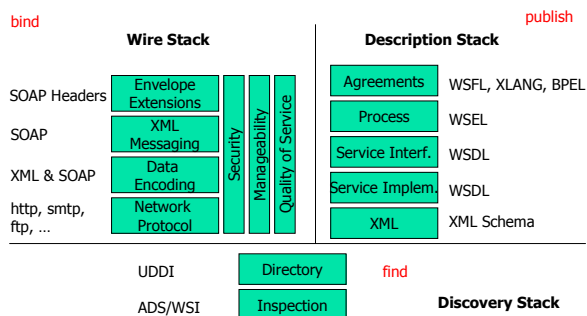 bind
publish
Wire Stack
Description Stack
SOAP Headers
Envelope
Extensions
SOAP
XML
Messaging
XML & SOAP
Data
Encoding
http, smtp,
ftp, …
Network
Protocol
Security
Manageability
Quality of Service
Agreements
WSFL, XLANG, BPEL
Process
WSEL
Service Interf.
WSDL
Service Implem.
WSDL
XML
XML Schema
UDDI
Directory
find
ADS/WSI
Inspection
Discovery Stack